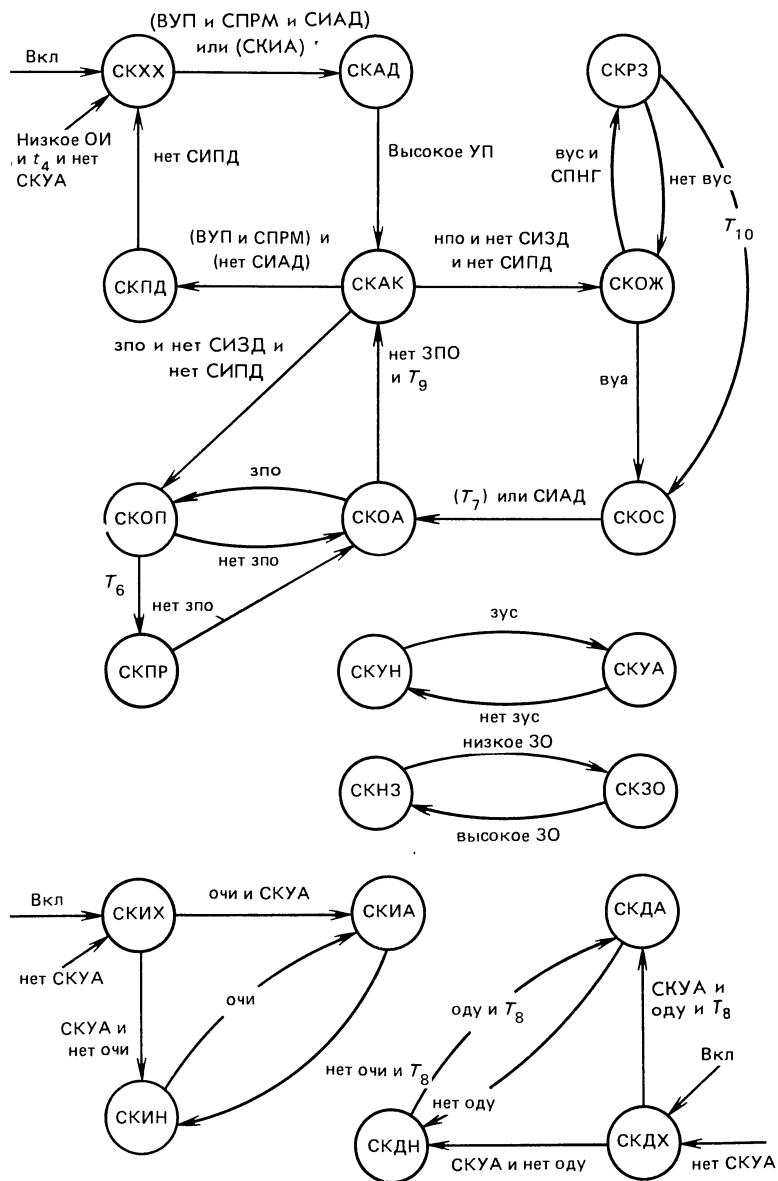 (ВУП и СПРМ и СИАД)
или (СКИА)
Вкл
СКХХ
СКАД
СКРЗ
Низкое ОИ
и t₄ и нет
СКУА
нет СИПД
Высокое УП
вус и
СПНГ
нет вус
T₁₀
(ВУП и СПРМ) и
(нет СИАД)
нпо и нет СИЗД
и нет СИПД
СКПД
СКАК
СКОЖ
зпо и нет СИЗД и
нет СИПД
нет ЗПО
и T₉
вуа
зпо
СКОП
СКОА
(T₇) или СИАД
СКОС
нет зпо
T₆
нет зпо
СКПР
зус
СКУН
СКУА
нет зус
низкое ЗО
СКНЗ
СКЗО
высокое ЗО
Вкл
СКИХ
очи и СКУА
СКИА
СКДА
нет СКУА
СКУА и
нет очи
очи
нет очи и T₈
оду и T₈
СКУА и
оду и T₈
Вкл
нет оду
СКИН
СКДН
СКДХ
СКУА и нет оду
нет СКУА